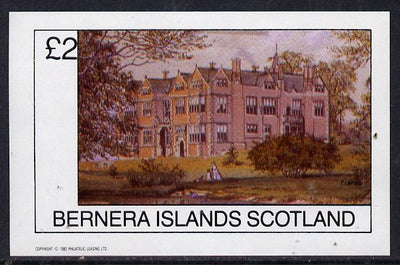 £2
BERNERA ISLANDS SCOTLAND
COPYRIGHT (C) 1982 PHILATELIC LEASING LTD